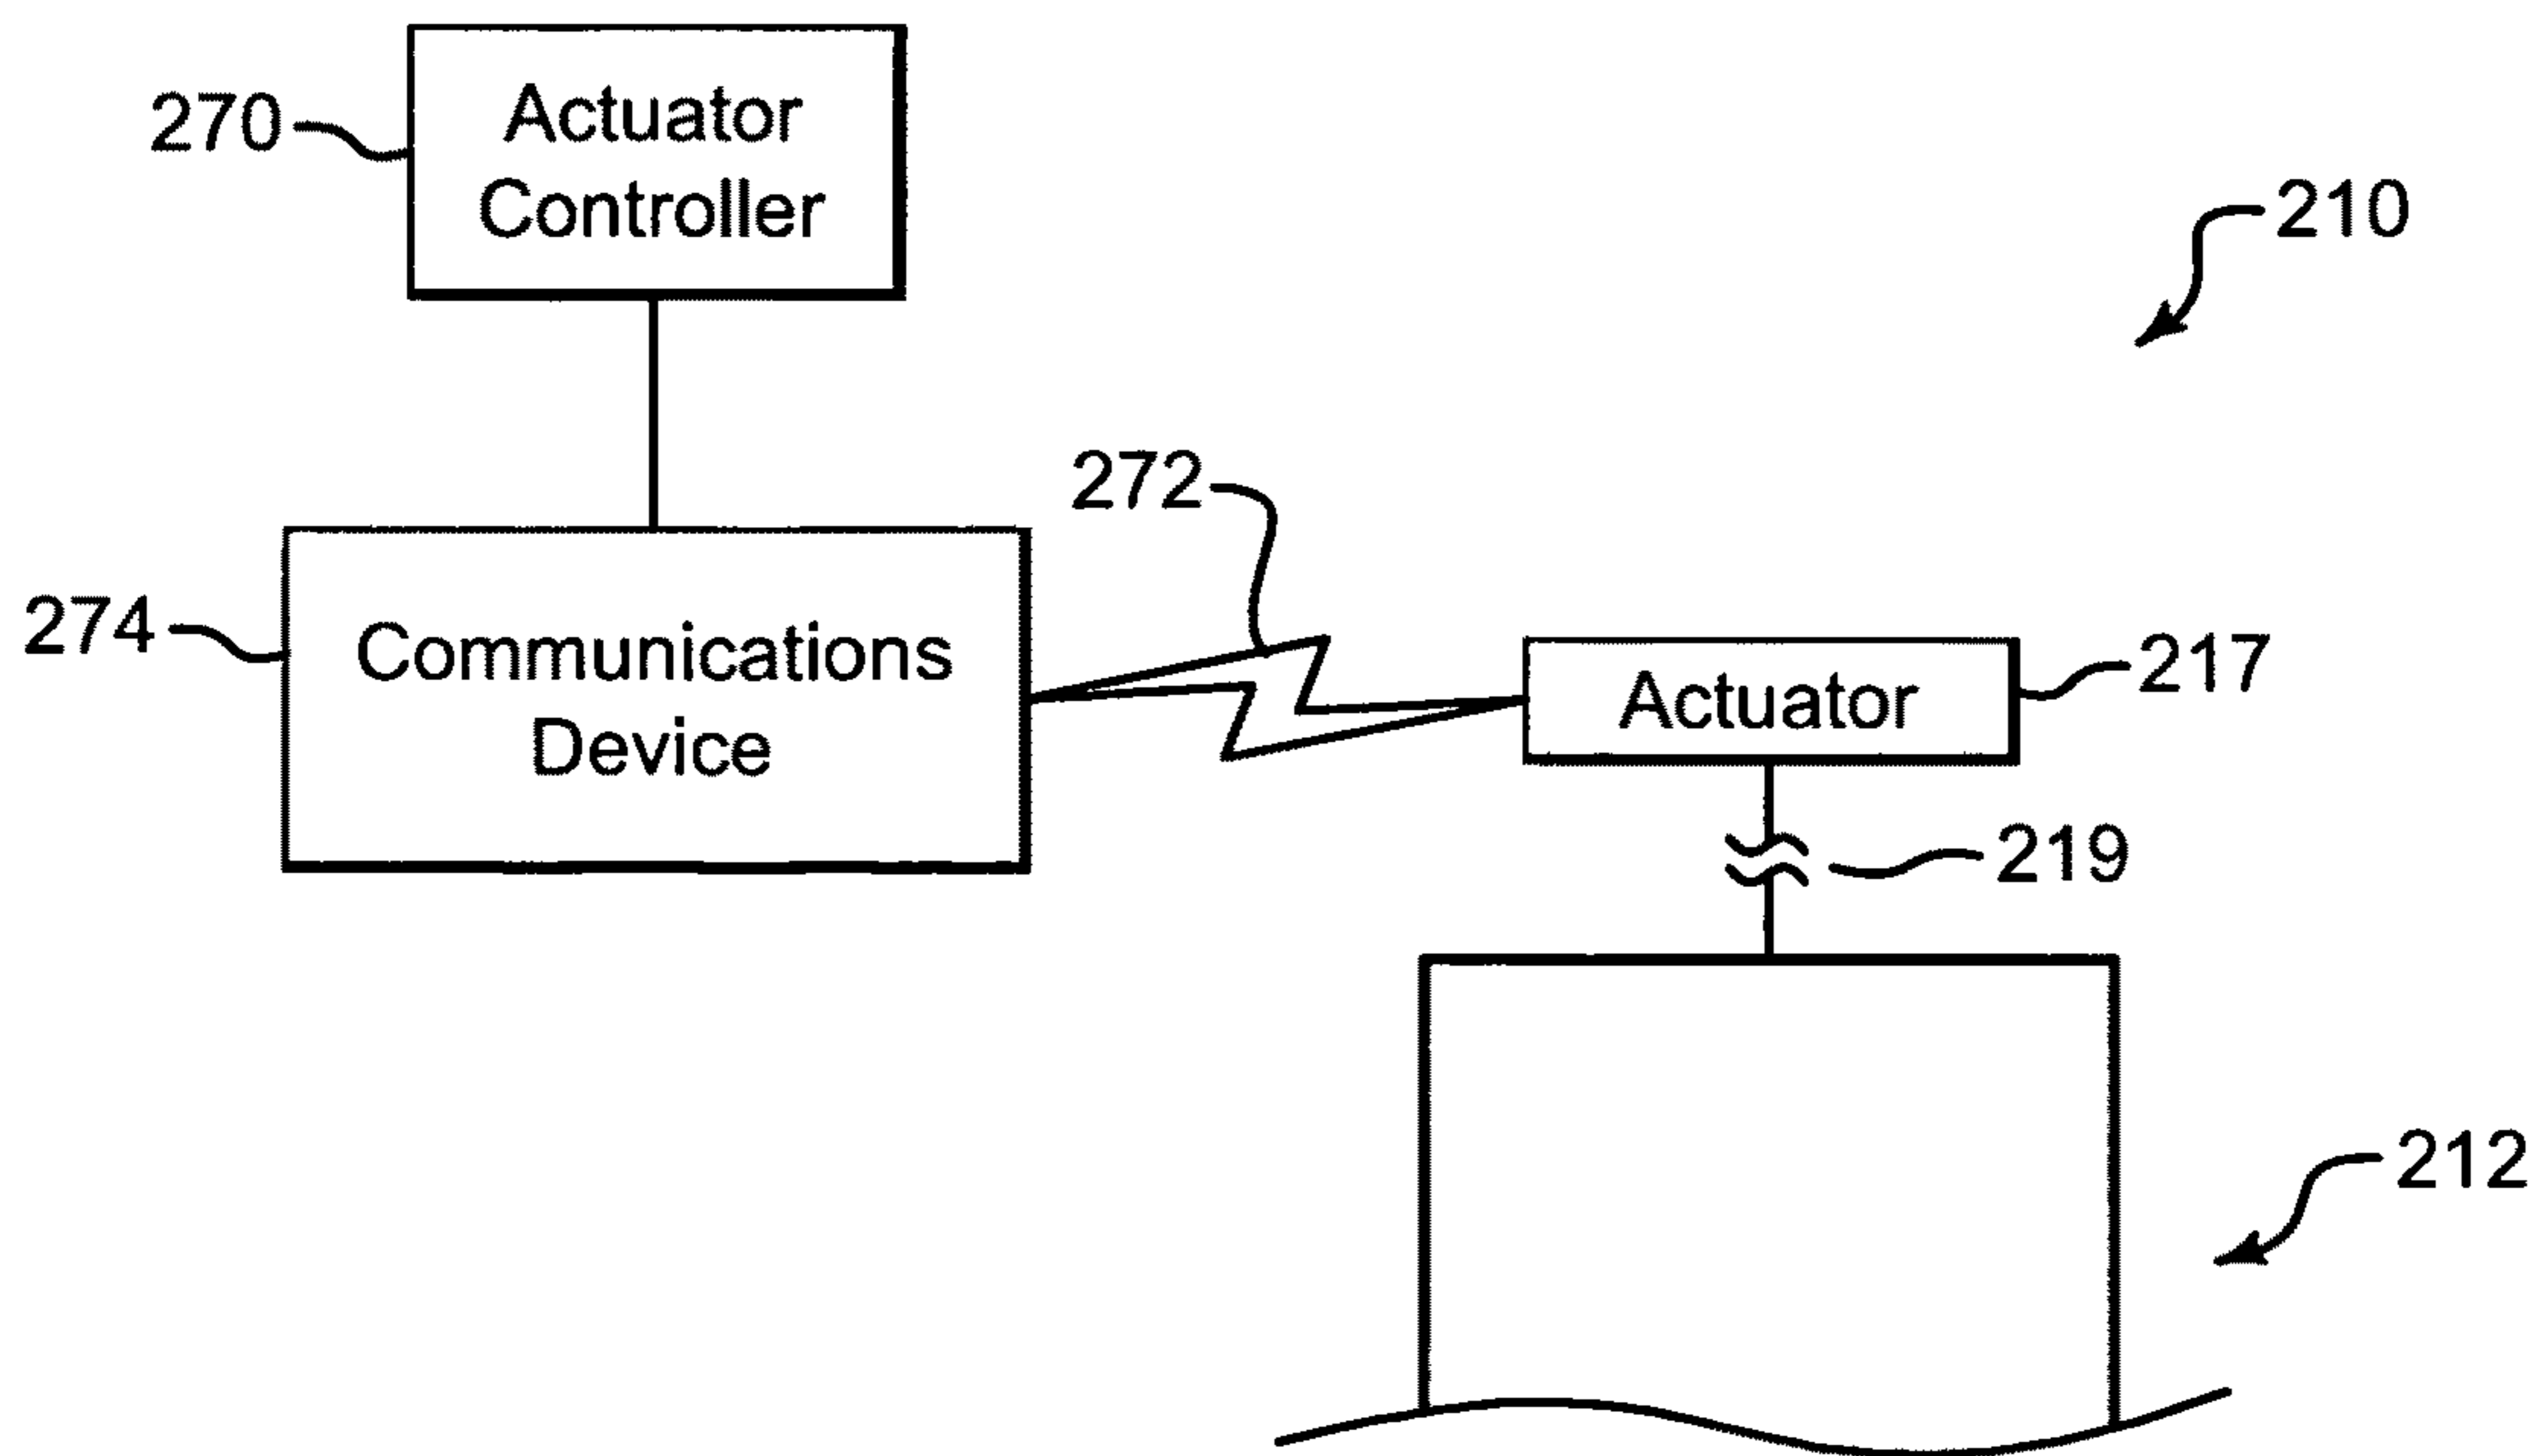 270
Actuator
Controller
210
272
274
Communications
Device
Actuator
217
219
212